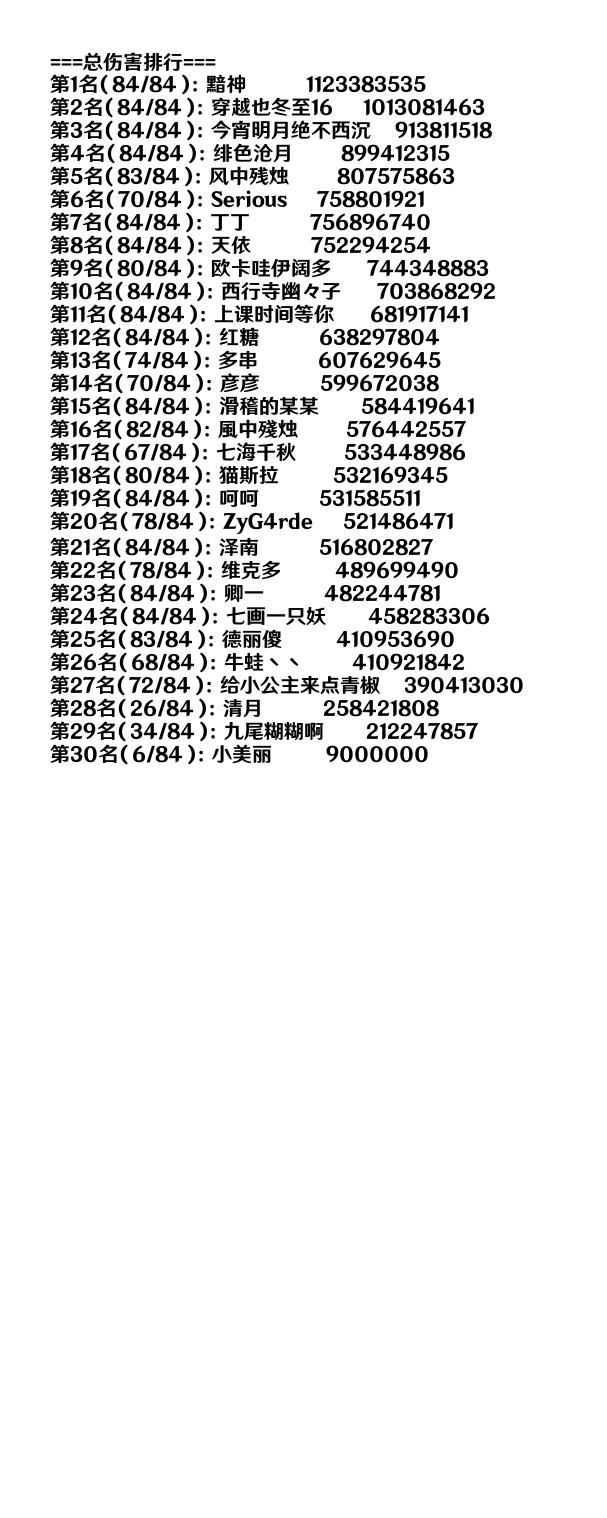 ===总伤害排行===
第1名(84/84): 黯神 1123383535
第2名(84/84): 穿越也冬至16 1013081463
第3名(84/84): 今宵明月绝不西沉 913811518
第4名(84/84): 绯色沧月 899412315
第5名(83/84): 风中残烛 807575863
第6名(70/84): Serious 758801921
第7名(84/84): 丁丁 756896740
第8名(84/84): 天依 752294254
第9名(80/84): 欧卡哇伊阔多 744348883
第10名(84/84): 西行寺幽々子 703868292
第11名(84/84): 上课时间等你 681917141
第12名(84/84): 红糖 638297804
第13名(74/84): 多串 607629645
第14名(70/84): 彦彦 599672038
第15名(84/84): 滑稽的某某 584419641
第16名(82/84): 風中殘烛 576442557
第17名(67/84): 七海千秋 533448986
第18名(80/84): 猫斯拉 532169345
第19名(84/84): 呵呵 531585511
第20名(78/84): ZyG4rde 521486471
第21名(84/84): 泽南 516802827
第22名(78/84): 维克多 489699490
第23名(84/84): 卿一 482244781
第24名(84/84): 七画一只妖 458283306
第25名(83/84): 德丽傻 410953690
第26名(68/84): 牛蛙丶丶 410921842
第27名(72/84): 给小公主来点青椒 390413030
第28名(26/84): 清月 258421808
第29名(34/84): 九尾糊糊啊 212247857
第30名(6/84): 小美丽 9000000